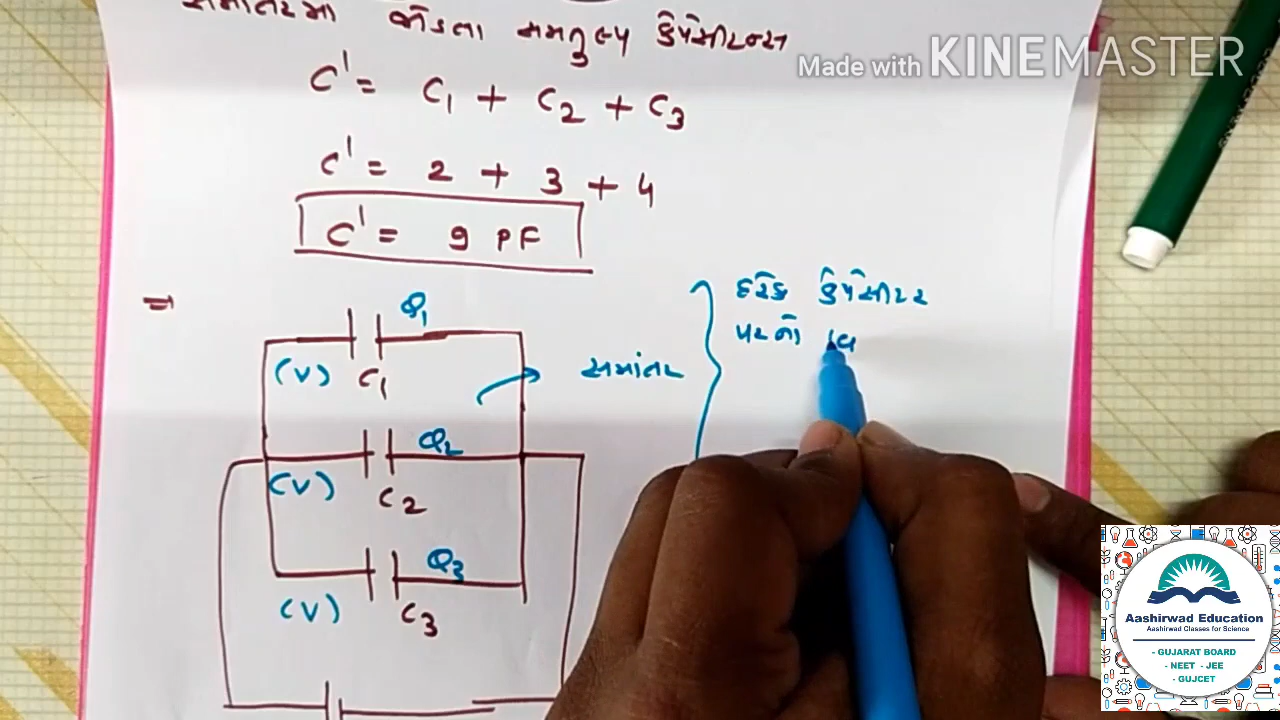 સમાંતરમાં જોડતા સમતુલ્ય કેપેસીટન્સ
Made with KINEMASTER
C' = C1 + C2 + C3
C' = 2 + 3 + 4
C' = 9 PF
⇒
Q1
(V) C1
Q2
(V) C2
Q3
(V) C3
સમાંતર
દરેક કેપેસીટર
પરનો
Aashirwad Education
Aashirwad Classes for Science
- GUJARAT BOARD
- NEET - JEE
- GUJCET